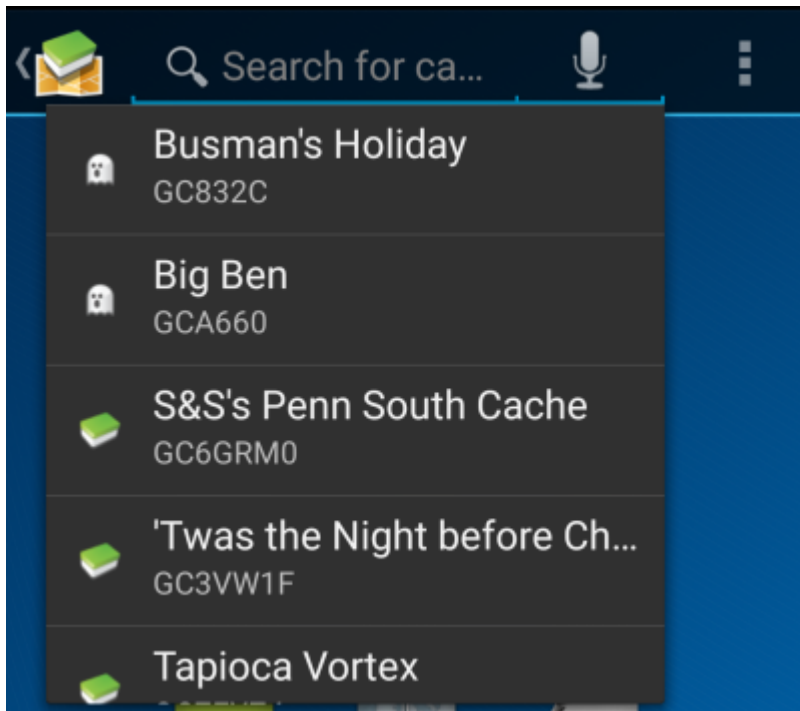 Search for ca...
Busman's Holiday
GC832C
Big Ben
GCA660
S&S's Penn South Cache
GC6GRM0
'Twas the Night before Ch...
GC3VW1F
Tapioca Vortex